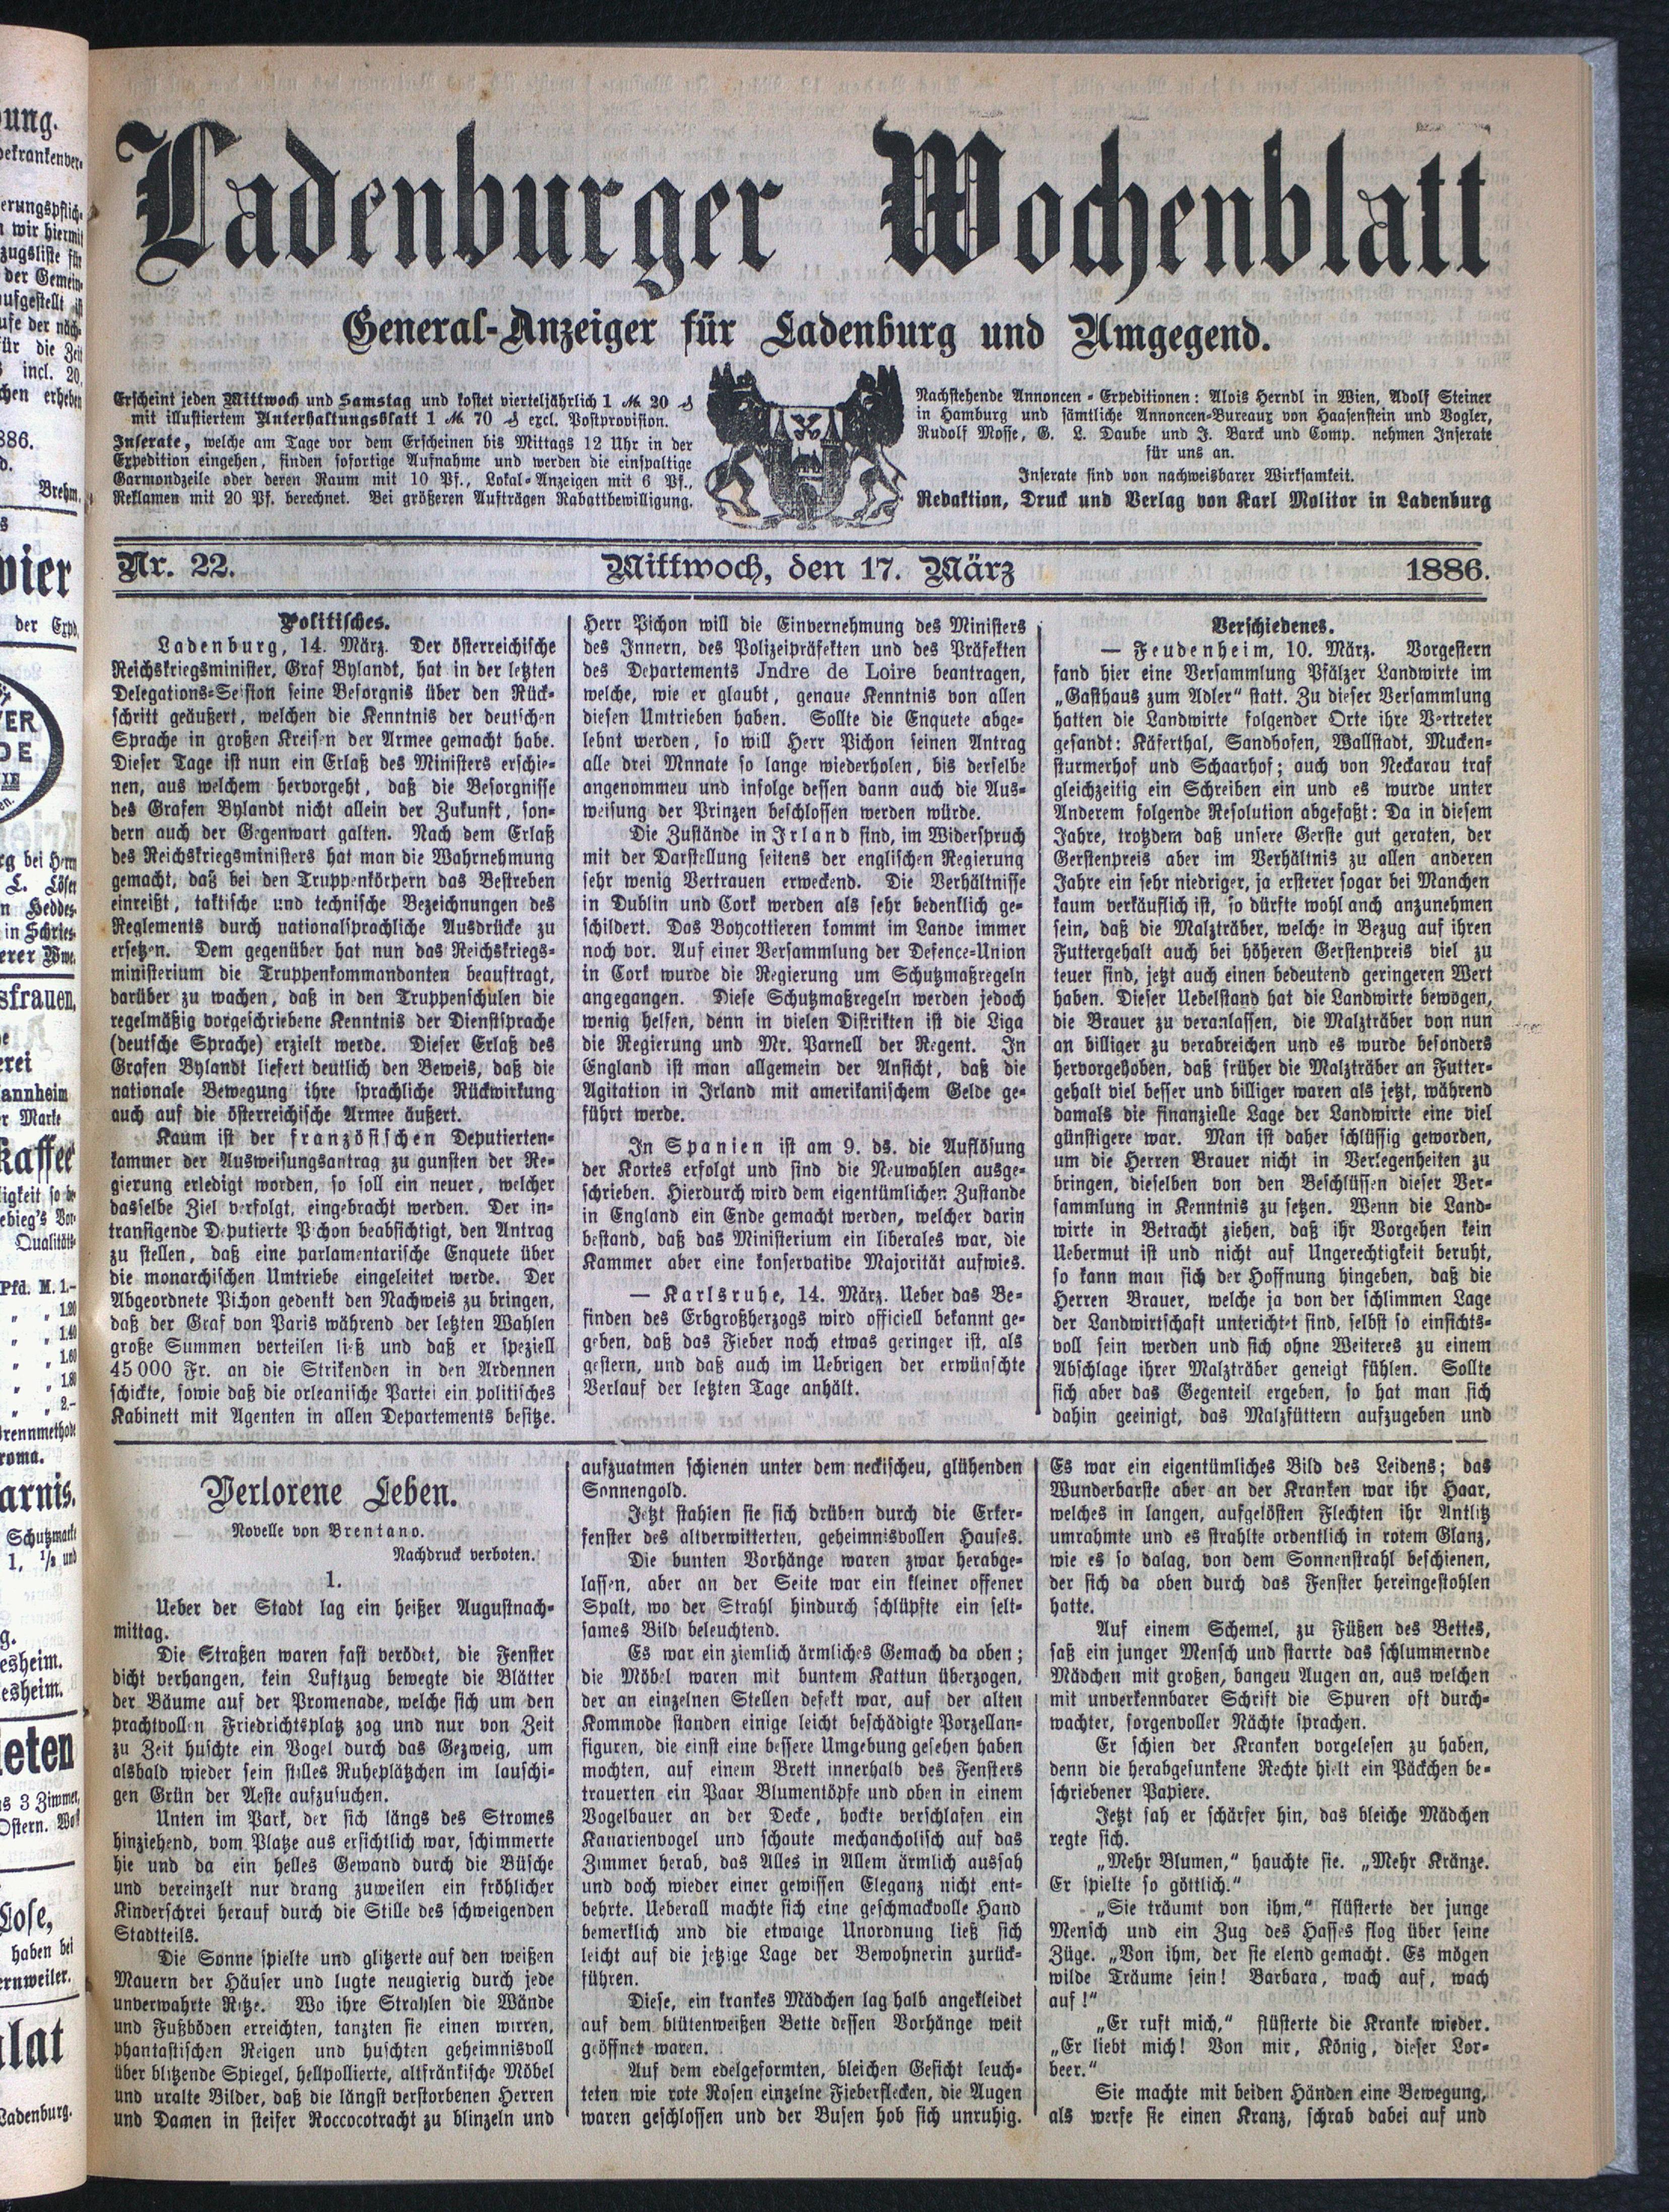 Ladenburger Wochenblatt
General-Anzeiger für Ladenburg und Umgegend.
Erscheint jeden Mittwoch und Samstag und kostet vierteljährlich 1 ℳ 20 ₰
mit illustriertem Unterhaltungsblatt 1 ℳ 70 ₰ excl. Postprovision.
Inserate, welche am Tage vor dem Erscheinen bis Mittags 12 Uhr in der
Expedition eingehen, finden sofortige Aufnahme und werden die einspaltige
Garmondzeile oder deren Raum mit 10 Pf., Lokal-Anzeigen mit 6 Pf.,
Reklamen mit 20 Pf. berechnet. Bei größeren Aufträgen Rabattbewilligung.
Nachstehende Annoncen-Expeditionen: Alois Herndl in Wien, Adolf Steiner
in Hamburg und sämtliche Annoncen-Bureaux von Haasenstein und Vogler,
Rudolf Mosse, G. L. Daube und J. Barck und Comp. nehmen Inserate
für uns an.
Inserate sind von nachweisbarer Wirksamkeit.
Redaktion, Druck und Verlag von Karl Molitor in Ladenburg
Nr. 22.
Mittwoch, den 17. März
1886.
Politisches.
Ladenburg, 14. März. Der österreichische
Reichskriegsminister, Graf Bylandt, hat in der letzten
Delegations-Seision seine Besorgnis über den Rück-
schritt geäußert, welchen die Kenntnis der deutschen
Sprache in großen Kreisen der Armee gemacht habe.
Dieser Tage ist nun ein Erlaß des Ministers erschie-
nen, aus welchem hervorgeht, daß die Besorgnisse
des Grafen Bylandt nicht allein der Zukunft, son-
dern auch der Gegenwart galten. Nach dem Erlaß
des Reichskriegsministers hat man die Wahrnehmung
gemacht, daß bei den Truppenkörpern das Bestreben
einreißt, taktische und technische Bezeichnungen des
Reglements durch nationalsprachliche Ausdrücke zu
ersetzen. Dem gegenüber hat nun das Reichskriegs-
ministerium die Truppenkommandonten beauftragt,
darüber zu wachen, daß in den Truppenschulen die
regelmäßig vorgeschriebene Kenntnis der Dienstsprache
(deutsche Sprache) erzielt werde. Dieser Erlaß des
Grafen Bylandt liefert deutlich den Beweis, daß die
nationale Bewegung ihre sprachliche Rückwirkung
auch auf die österreichische Armee äußert.
Kaum ist der französischen Deputierten-
kammer der Ausweisungsantrag zu gunsten der Re-
gierung erledigt worden, so soll ein neuer, welcher
dasselbe Ziel verfolgt, eingebracht werden. Der in-
transigende Deputierte Pichon beabsichtigt, den Antrag
zu stellen, daß eine parlamentarische Enquete über
die monarchischen Umtriebe eingeleitet werde. Der
Abgeordnete Pichon gedenkt den Nachweis zu bringen,
daß der Graf von Paris während der letzten Wahlen
große Summen verteilen ließ und daß er speziell
45 000 Fr. an die Strikenden in den Ardennen
schickte, sowie daß die orleanische Partei ein politisches
Kabinett mit Agenten in allen Departements besitze.
Herr Pichon will die Einvernehmung des Ministers
des Innern, des Polizeipräfekten und des Präfekten
des Departements Jndre de Loire beantragen,
welche, wie er glaubt, genaue Kenntnis von allen
diesen Umtrieben haben. Sollte die Enquete abge-
lehnt werden, so will Herr Pichon seinen Antrag
alle drei Mnnate so lange wiederholen, bis derselbe
angenommeu und infolge dessen dann auch die Aus-
weisung der Prinzen beschlossen werden würde.
Die Zustände in Irland sind, im Widerspruch
mit der Darstellung seitens der englischen Regierung
sehr wenig Vertrauen erweckend. Die Verhältnisse
in Dublin und Cork werden als sehr bedenklich ge-
schildert. Das Boycottieren kommt im Lande immer
noch vor. Auf einer Versammlung der Defence-Union
in Cork wurde die Regierung um Schutzmaßregeln
angegangen. Diese Schutzmaßregeln werden jedoch
wenig helfen, denn in vielen Distrikten ist die Liga
die Regierung und Mr. Parnell der Regent. In
England ist man allgemein der Ansicht, daß die
Agitation in Irland mit amerikanischem Gelde ge-
führt werde.
In Spanien ist am 9. ds. die Auflösung
der Kortes erfolgt und sind die Neuwahlen ausge-
schrieben. Hierdurch wird dem eigentümlichen Zustande
in England ein Ende gemacht werden, welcher darin
bestand, daß das Ministerium ein liberales war, die
Kammer aber eine konservative Majorität aufwies.
— Karlsruhe, 14. März. Ueber das Be-
finden des Erbgroßherzogs wird officiell bekannt ge-
geben, daß das Fieber noch etwas geringer ist, als
gestern, und daß auch im Uebrigen der erwünschte
Verlauf der letzten Tage anhält.
Verschiedenes.
— Feudenheim, 10. März. Vorgestern
fand hier eine Versammlung Pfälzer Landwirte im
„Gasthaus zum Adler“ statt. Zu dieser Versammlung
hatten die Landwirte folgender Orte ihre Vertreter
gesandt: Käferthal, Sandhofen, Wallstadt, Mucken-
sturmerhof und Schaarhof; auch von Neckarau traf
gleichzeitig ein Schreiben ein und es wurde unter
Anderem folgende Resolution abgefaßt: Da in diesem
Jahre, trotzdem daß unsere Gerste gut geraten, der
Gerstenpreis aber im Verhältnis zu allen anderen
Jahre ein sehr niedriger, ja ersterer sogar bei Manchen
kaum verkäuflich ist, so dürfte wohl anch anzunehmen
sein, daß die Malzträber, welche in Bezug auf ihren
Futtergehalt auch bei höheren Gerstenpreis viel zu
teuer sind, jetzt auch einen bedeutend geringeren Wert
haben. Dieser Uebelstand hat die Landwirte bewogen,
die Brauer zu veranlassen, die Malzträber von nun
an billiger zu verabreichen und es wurde besonders
hervorgehoben, daß früher die Malzträber an Futter-
gehalt viel besser und billiger waren als jetzt, während
damals die finanzielle Lage der Landwirte eine viel
günstigere war. Man ist daher schlüssig geworden,
um die Herren Brauer nicht in Verlegenheiten zu
bringen, dieselben von den Beschlüssen dieser Ver-
sammlung in Kenntnis zu setzen. Wenn die Land-
wirte in Betracht ziehen, daß ihr Vorgehen kein
Uebermut ist und nicht auf Ungerechtigkeit beruht,
so kann man sich der Hoffnung hingeben, daß die
Herren Brauer, welche ja von der schlimmen Lage
der Landwirtschaft unterichtet sind, selbst so einsichts-
voll sein werden und sich ohne Weiteres zu einem
Abschlage ihrer Malzträber geneigt fühlen. Sollte
sich aber das Gegenteil ergeben, so hat man sich
dahin geeinigt, das Malzfüttern aufzugeben und
Verlorene Leben.
Novelle von Brentano.
Nachdruck verboten.
1.
Ueber der Stadt lag ein heißer Augustnach-
mittag.
Die Straßen waren fast verödet, die Fenster
dicht verhangen, kein Luftzug bewegte die Blätter
der Bäume auf der Promenade, welche sich um den
prachtvollen Friedrichtsplatz zog und nur von Zeit
zu Zeit huschte ein Vogel durch das Gezweig, um
alsbald wieder sein stilles Ruheplätzchen im lauschi-
gen Grün der Aeste aufzusuchen.
Unten im Park, der sich längs des Stromes
hinziehend, vom Platze aus ersichtlich war, schimmerte
hie und da ein helles Gewand durch die Büsche
und vereinzelt nur drang zuweilen ein fröhlicher
Kinderschrei herauf durch die Stille des schweigenden
Stadtteils.
Die Sonne spielte und glitzerte auf den weißen
Mauern der Häuser und lugte neugierig durch jede
unverwahrte Ritze. Wo ihre Strahlen die Wände
und Fußböden erreichten, tanzten sie einen wirren,
phantastischen Reigen und huschten geheimnisvoll
über blitzende Spiegel, hellpollierte, altfränkische Möbel
und uralte Bilder, daß die längst verstorbenen Herren
und Damen in steifer Roccocotracht zu blinzeln und
aufzuatmen schienen unter dem neckischeu, glühenden
Sonnengold.
Jetzt stahlen sie sich drüben durch die Erker-
fenster des altverwitterten, geheimnisvollen Hauses.
Die bunten Vorhänge waren zwar herabge-
lassen, aber an der Seite war ein kleiner offener
Spalt, wo der Strahl hindurch schlüpfte ein selt-
sames Bild beleuchtend.
Es war ein ziemlich ärmliches Gemach da oben;
die Möbel waren mit buntem Kattun überzogen,
der an einzelnen Stellen defekt war, auf der alten
Kommode standen einige leicht beschädigte Porzellan-
figuren, die einst eine bessere Umgebung gesehen haben
mochten, auf einem Brett innerhalb des Fensters
trauerten ein Paar Blumentöpfe und oben in einem
Vogelbauer an der Decke, hockte verschlafen ein
Kanarienvogel und schaute mechancholisch auf das
Zimmer herab, das Alles in Allem ärmlich aussah
und doch wieder einer gewissen Eleganz nicht ent-
behrte. Ueberall machte sich eine geschmackvolle Hand
bemerklich und die etwaige Unordnung ließ sich
leicht auf die jetzige Lage der Bewohnerin zurück-
führen.
Diese, ein krankes Mädchen lag halb angekleidet
auf dem blütenweißen Bette dessen Vorhänge weit
geöffnet waren.
Auf dem edelgeformten, bleichen Gesicht leuch-
teten wie rote Rosen einzelne Fieberflecken, die Augen
waren geschlossen und der Busen hob sich unruhig.
Es war ein eigentümliches Bild des Leidens; das
Wunderbarste aber an der Kranken war ihr Haar,
welches in langen, aufgelösten Flechten ihr Antlitz
umrahmte und es strahlte ordentlich in rotem Glanz,
wie es so dalag, von dem Sonnenstrahl beschienen,
der sich da oben durch das Fenster hereingestohlen
hatte.
Auf einem Schemel, zu Füßen des Bettes,
saß ein junger Mensch und starrte das schlummernde
Mädchen mit großen, bangeu Augen an, aus welchen
mit unverkennbarer Schrift die Spuren oft durch-
wachter, sorgenvoller Nächte sprachen.
Er schien der Kranken vorgelesen zu haben,
denn die herabgesunkene Rechte hielt ein Päckchen be-
schriebener Papiere.
Jetzt sah er schärfer hin, das bleiche Mädchen
regte sich.
„Mehr Blumen,“ hauchte sie. „Mehr Kränze.
Er spielte so göttlich.“
„Sie träumt von ihm,“ flüsterte der junge
Mensch und ein Zug des Hasses flog über seine
Züge. „Von ihm, der sie elend gemacht. Es mögen
wilde Träume sein! Barbara, wach auf, wach
auf!“
„Er ruft mich,“ flüsterte die Kranke wieder.
„Er liebt mich! Von mir, König, dieser Lor-
beer.“
Sie machte mit beiden Händen eine Bewegung,
als werfe sie einen Kranz, schrab dabei auf und